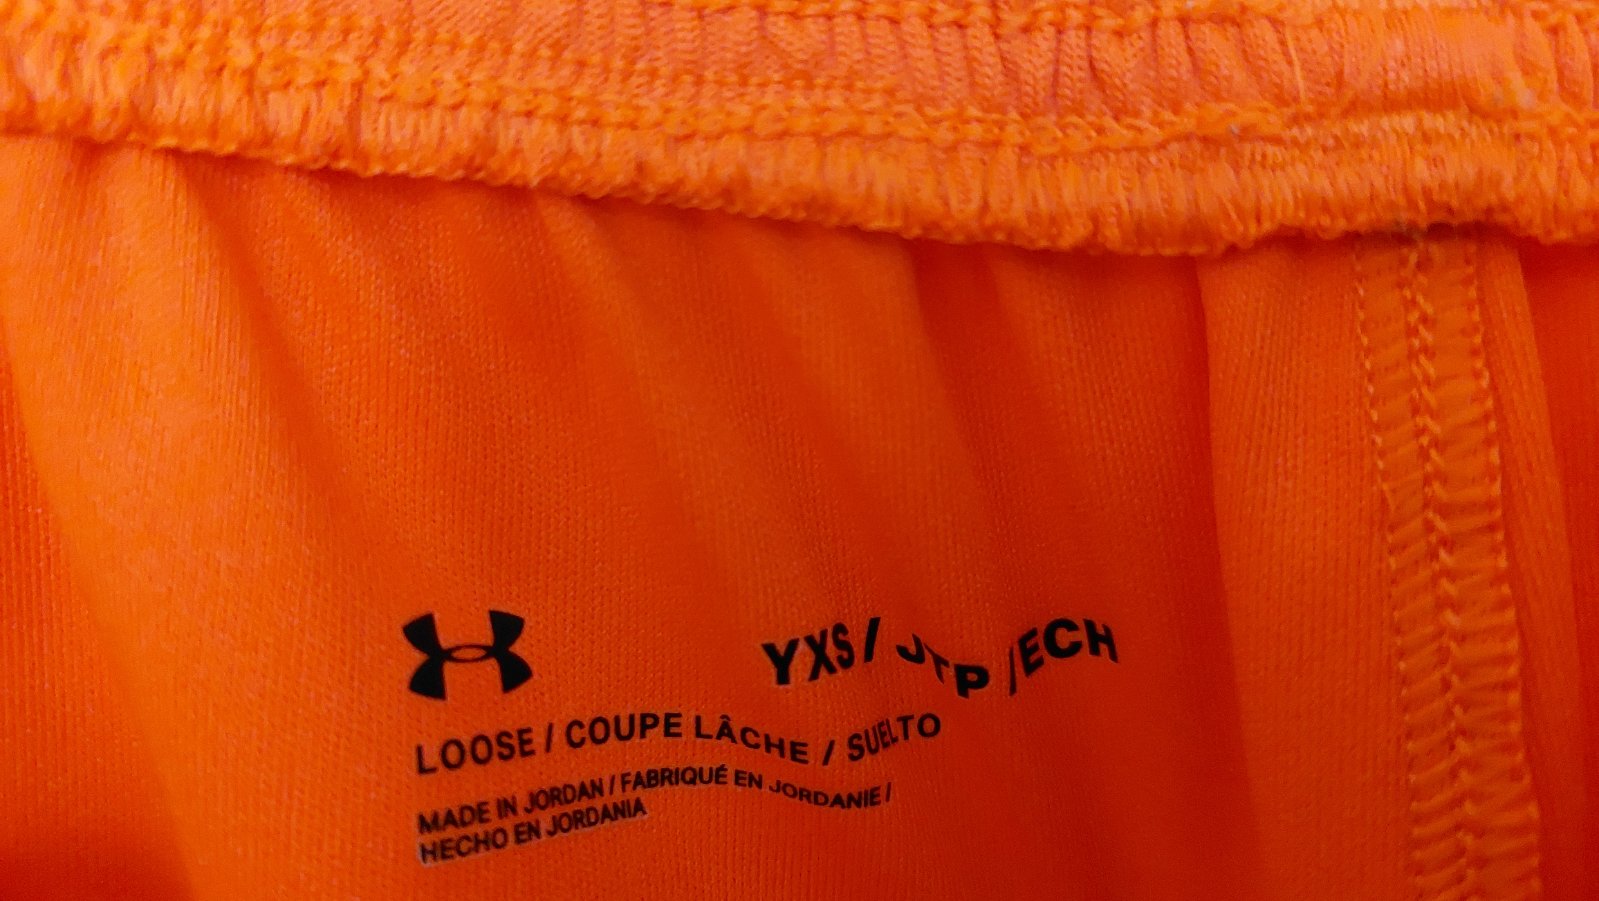 YXS / JTP / ECH
LOOSE / COUPE LÂCHE / SUELTO
MADE IN JORDAN / FABRIQUÉ EN JORDANIE /
HECHO EN JORDANIA